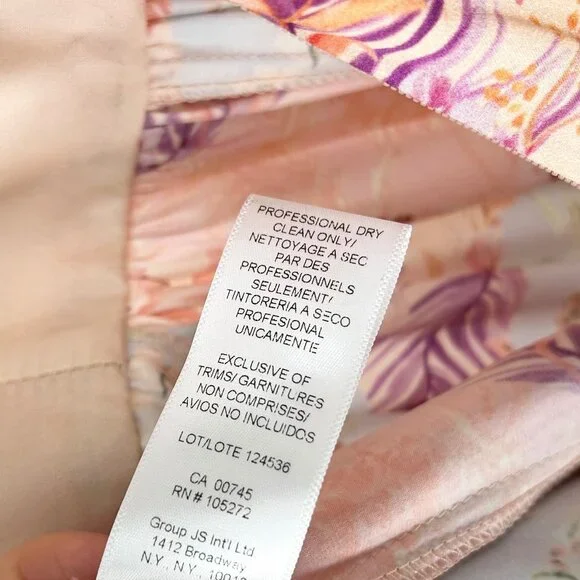 PROFESSIONAL DRY
CLEAN ONLY/
NETTOYAGE A SEC
PAR DES
PROFESSIONNELS
SEULEMENT/
TINTORERIA A SECO
PROFESIONAL
UNICAMENTE
EXCLUSIVE OF
TRIMS/ GARNITURES
NON COMPRISES/
AVIOS NO INCLUIDOS
LOT/LOTE 124536
CA 00745
RN# 105272
Group JS Int'l Ltd
1412 Broadway
N.Y., N.Y.,